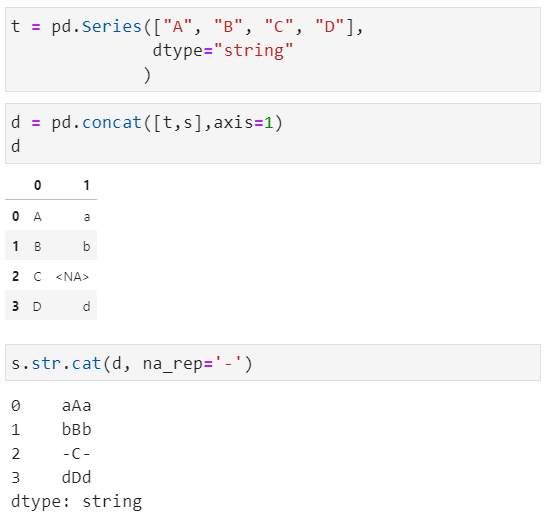 t = pd.Series(["A", "B", "C", "D"],
              dtype="string"
             )
d = pd.concat([t,s],axis=1)
d
0 1
0 A a
1 B b
2 C <NA>
3 D d
s.str.cat(d, na_rep='-')
0    aAa
1    bBb
2    -C-
3    dDd
dtype: string